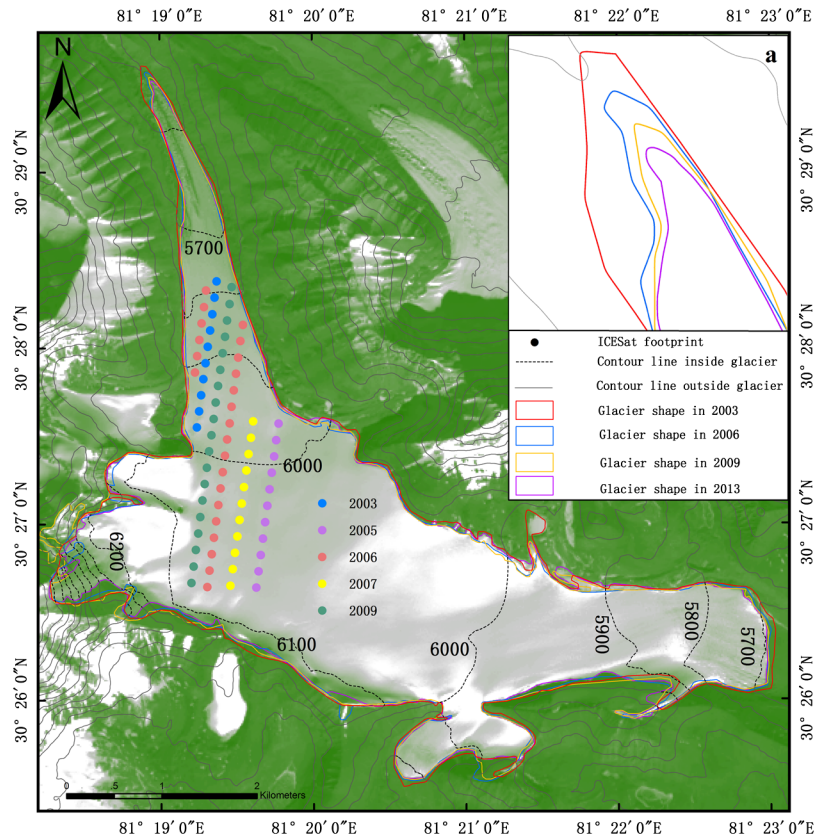 81° 19′ 0″E 81° 20′ 0″E 81° 21′ 0″E 81° 22′ 0″E 81° 23′ 0″E
N
a
30° 29′ 0″N
30° 29′ 0″N
5700
ICESat footprint
Contour line inside glacier
Contour line outside glacier
Glacier shape in 2003
Glacier shape in 2006
Glacier shape in 2009
Glacier shape in 2013
30° 28′ 0″N
30° 28′ 0″N
6000
2003
2005
2006
2007
2009
30° 27′ 0″N
30° 27′ 0″N
6200
6100
6000
5900
5800
5700
30° 26′ 0″N
30° 26′ 0″N
0 5 1 2
Kilometers
81° 19′ 0″E 81° 20′ 0″E 81° 21′ 0″E 81° 22′ 0″E 81° 23′ 0″E